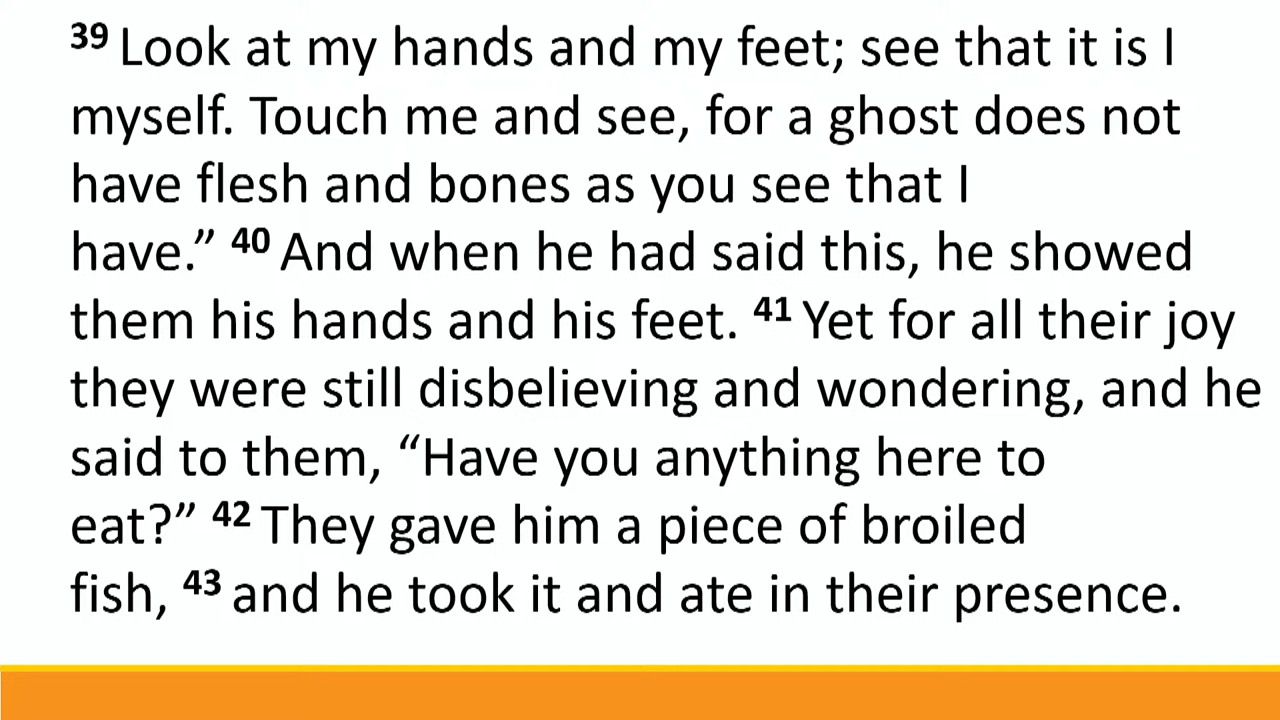 39 Look at my hands and my feet; see that it is I
myself. Touch me and see, for a ghost does not
have flesh and bones as you see that I
have.” 40 And when he had said this, he showed
them his hands and his feet. 41 Yet for all their joy
they were still disbelieving and wondering, and he
said to them, “Have you anything here to
eat?” 42 They gave him a piece of broiled
fish, 43 and he took it and ate in their presence.